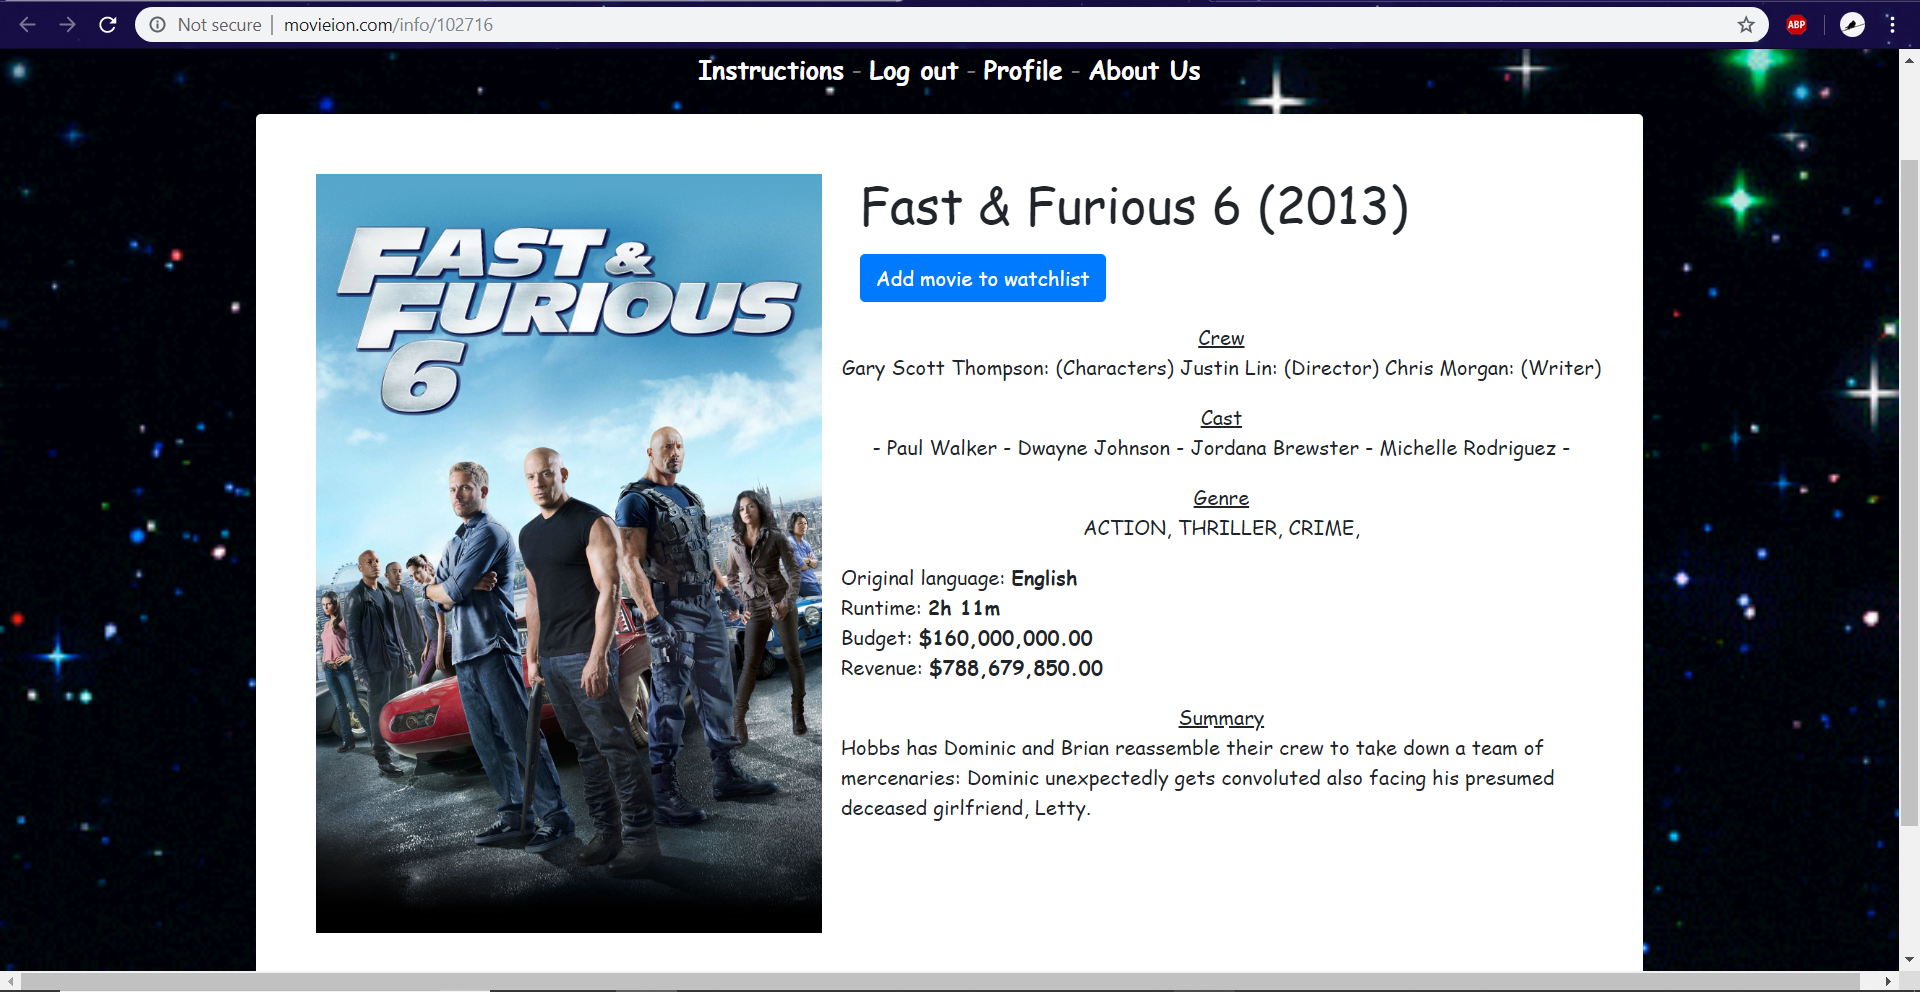 Not secure | movieion.com/info/102716
ABP
Instructions - Log out - Profile - About Us
FAST &
FURIOUS
6
Fast & Furious 6 (2013)
Add movie to watchlist
Crew
Gary Scott Thompson: (Characters) Justin Lin: (Director) Chris Morgan: (Writer)
Cast
- Paul Walker - Dwayne Johnson - Jordana Brewster - Michelle Rodriguez -
Genre
ACTION, THRILLER, CRIME,
Original language: English
Runtime: 2h 11m
Budget: $160,000,000.00
Revenue: $788,679,850.00
Summary
Hobbs has Dominic and Brian reassemble their crew to take down a team of
mercenaries: Dominic unexpectedly gets convoluted also facing his presumed
deceased girlfriend, Letty.